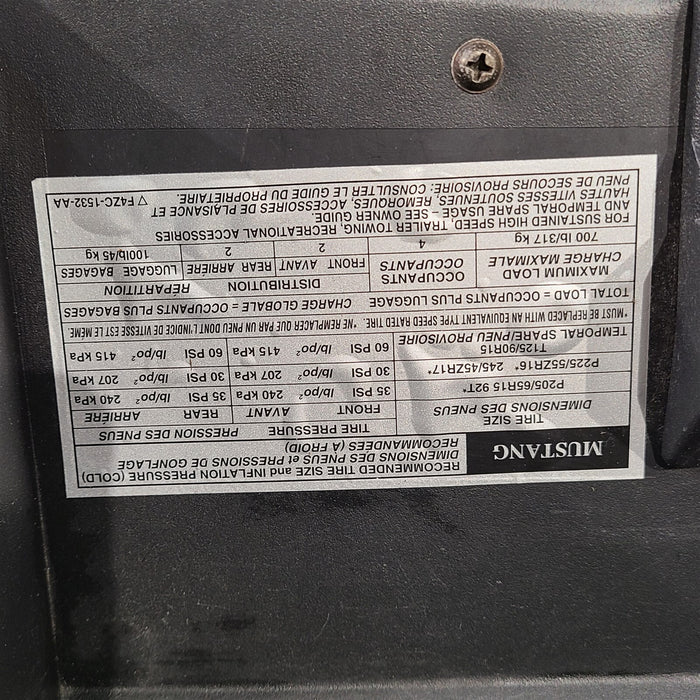 MUSTANG
RECOMMENDED TIRE SIZE and INFLATION PRESSURE (COLD)
RECOMMANDÉES DIMENSIONS DES PNEUS et PRESSIONS DE GONFLAGE (A FROID)
TIRE SIZE TIRE PRESSURE
DIMENSIONS DES PNEUS PRESSION DES PNEUS
FRONT AVANT REAR ARRIÈRE
P205/65R15 92T* 35 PSI lb/po² 240 kPa 35 PSI lb/po² 240 kPa
P225/55ZR16* 245/45ZR17* 30 PSI lb/po² 207 kPa 30 PSI lb/po² 207 kPa
T125/90R15
TEMPORAL SPARE/PNEU PROVISOIRE 60 PSI lb/po² 415 kPa 60 PSI lb/po² 415 kPa
*MUST BE REPLACED WITH AN EQUIVALENT TYPE SPEED RATED TIRE. *NE REMPLACER QUE PAR UN PNEU DONT L'INDICE DE VITESSE EST LE MÊME
TOTAL LOAD = OCCUPANTS PLUS LUGGAGE CHARGE GLOBALE = OCCUPANTS PLUS BAGAGES
MAXIMUM LOAD OCCUPANTS DISTRIBUTION RÉPARTITION
CHARGE MAXIMALE OCCUPANTS FRONT AVANT REAR ARRIÈRE LUGGAGE BAGAGES
700 lb/317 kg 4 2 2 100lb/45 kg
FOR SUSTAINED HIGH SPEED, TRAILER TOWING, RECREATIONAL ACCESSORIES
AND TEMPORAL SPARE USAGE – SEE OWNER GUIDE.
HAUTES VITESSES SOUTENUES, REMORQUES, ACCESSOIRES DE PLAISANCE ET
PNEU DE SECOURS PROVISOIRE: CONSULTER LE GUIDE DU PROPRIETAIRE.
▽ F4ZC-1532-AA